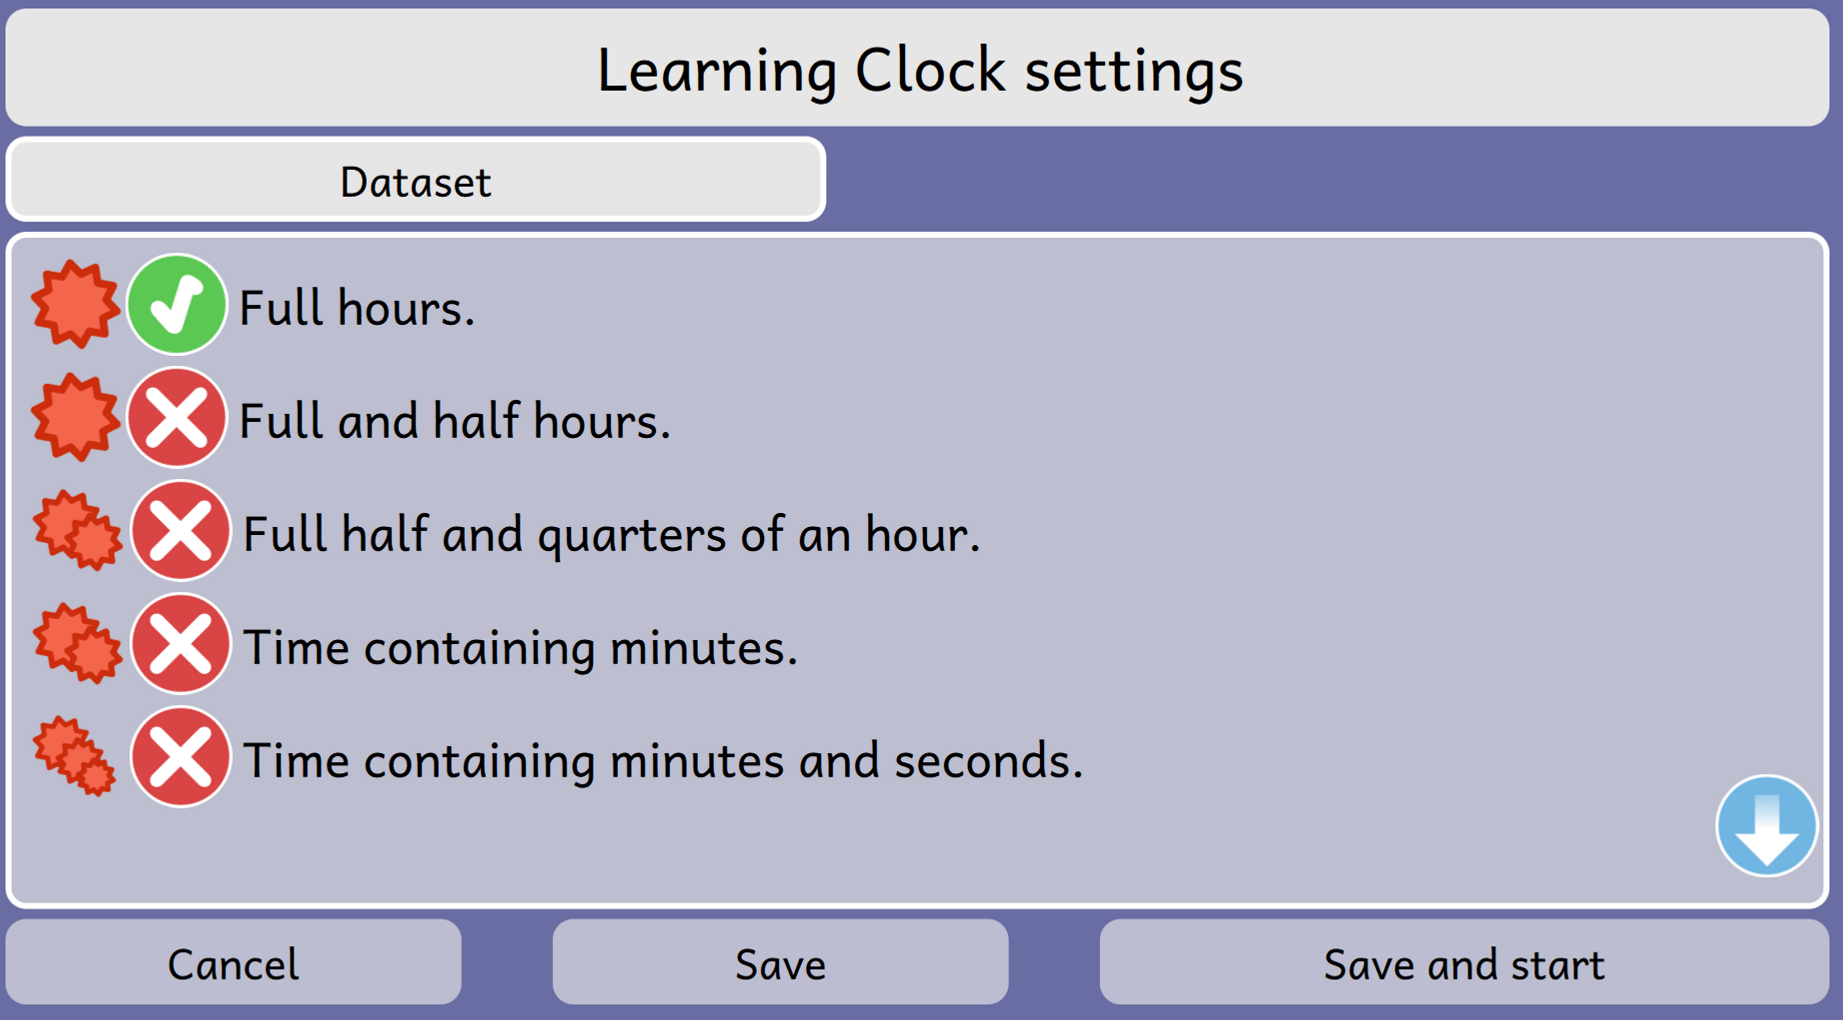 Learning Clock settings
Dataset
Full hours.
Full and half hours.
Full half and quarters of an hour.
Time containing minutes.
Time containing minutes and seconds.
Cancel
Save
Save and start